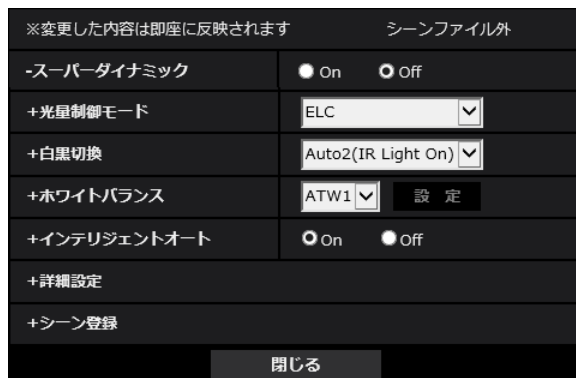 ※変更した内容は即座に反映されます シーンファイル外
-スーパーダイナミック On Off
+光量制御モード ELC
+白黒切換 Auto2(IR Light On)
+ホワイトバランス ATW1 設 定
+インテリジェントオート On Off
+詳細設定
+シーン登録
閉じる